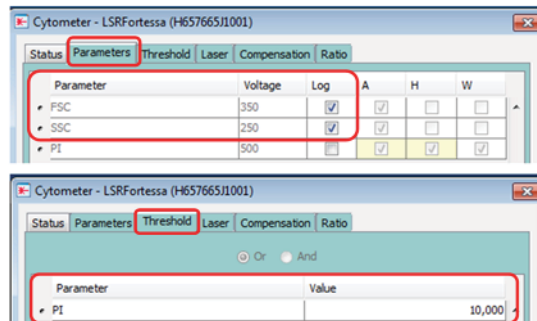 Cytometer - LSRFortessa (H657665J1001)
Status Parameters Threshold Laser Compensation Ratio
Parameter Voltage Log A H W
FSC 350
SSC 250
PI 500
Cytometer - LSRFortessa (H657665J1001)
Status Parameters Threshold Laser Compensation Ratio
Or And
Parameter Value
PI 10,000